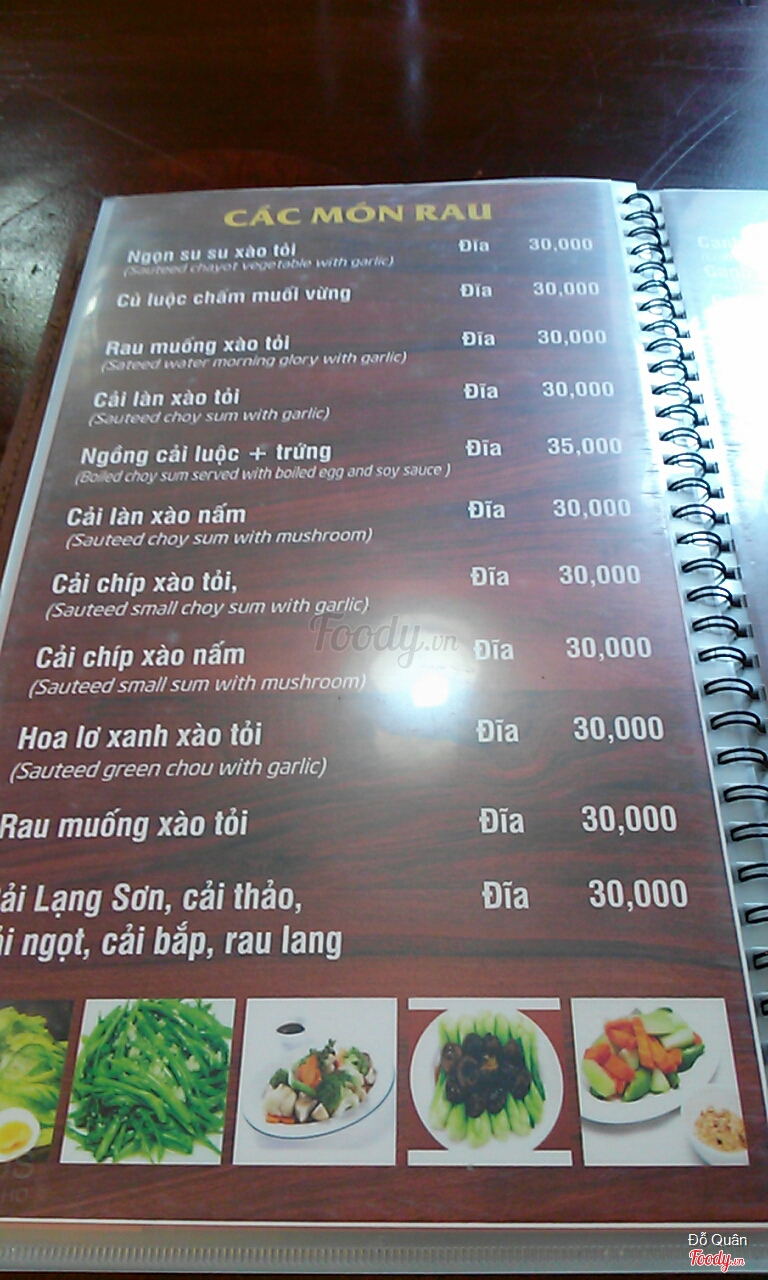 CÁC MÓN RAU
Ngọn su su xào tỏi Đĩa 30,000
(Sauteed chayot vegetable with garlic)
Củ luộc chấm muối vừng Đĩa 30,000
Rau muống xào tỏi Đĩa 30,000
(Sateed water morning glory with garlic)
Cải làn xào tỏi Đĩa 30,000
(Sauteed choy sum with garlic)
Ngồng cải luộc + trứng Đĩa 35,000
(Boiled choy sum served with boiled egg and soy sauce )
Cải làn xào nấm Đĩa 30,000
(Sauteed choy sum with mushroom)
Cải chíp xào tỏi, Đĩa 30,000
(Sauteed small choy sum with garlic)
Foody.vn
Cải chíp xào nấm Đĩa 30,000
(Sauteed small sum with mushroom)
Hoa lơ xanh xào tỏi Đĩa 30,000
(Sauteed green chou with garlic)
Rau muống xào tỏi Đĩa 30,000
ải Lạng Sơn, cải thảo, Đĩa 30,000
ải ngọt, cải bắp, rau lang
Đỗ Quân
Foody.vn